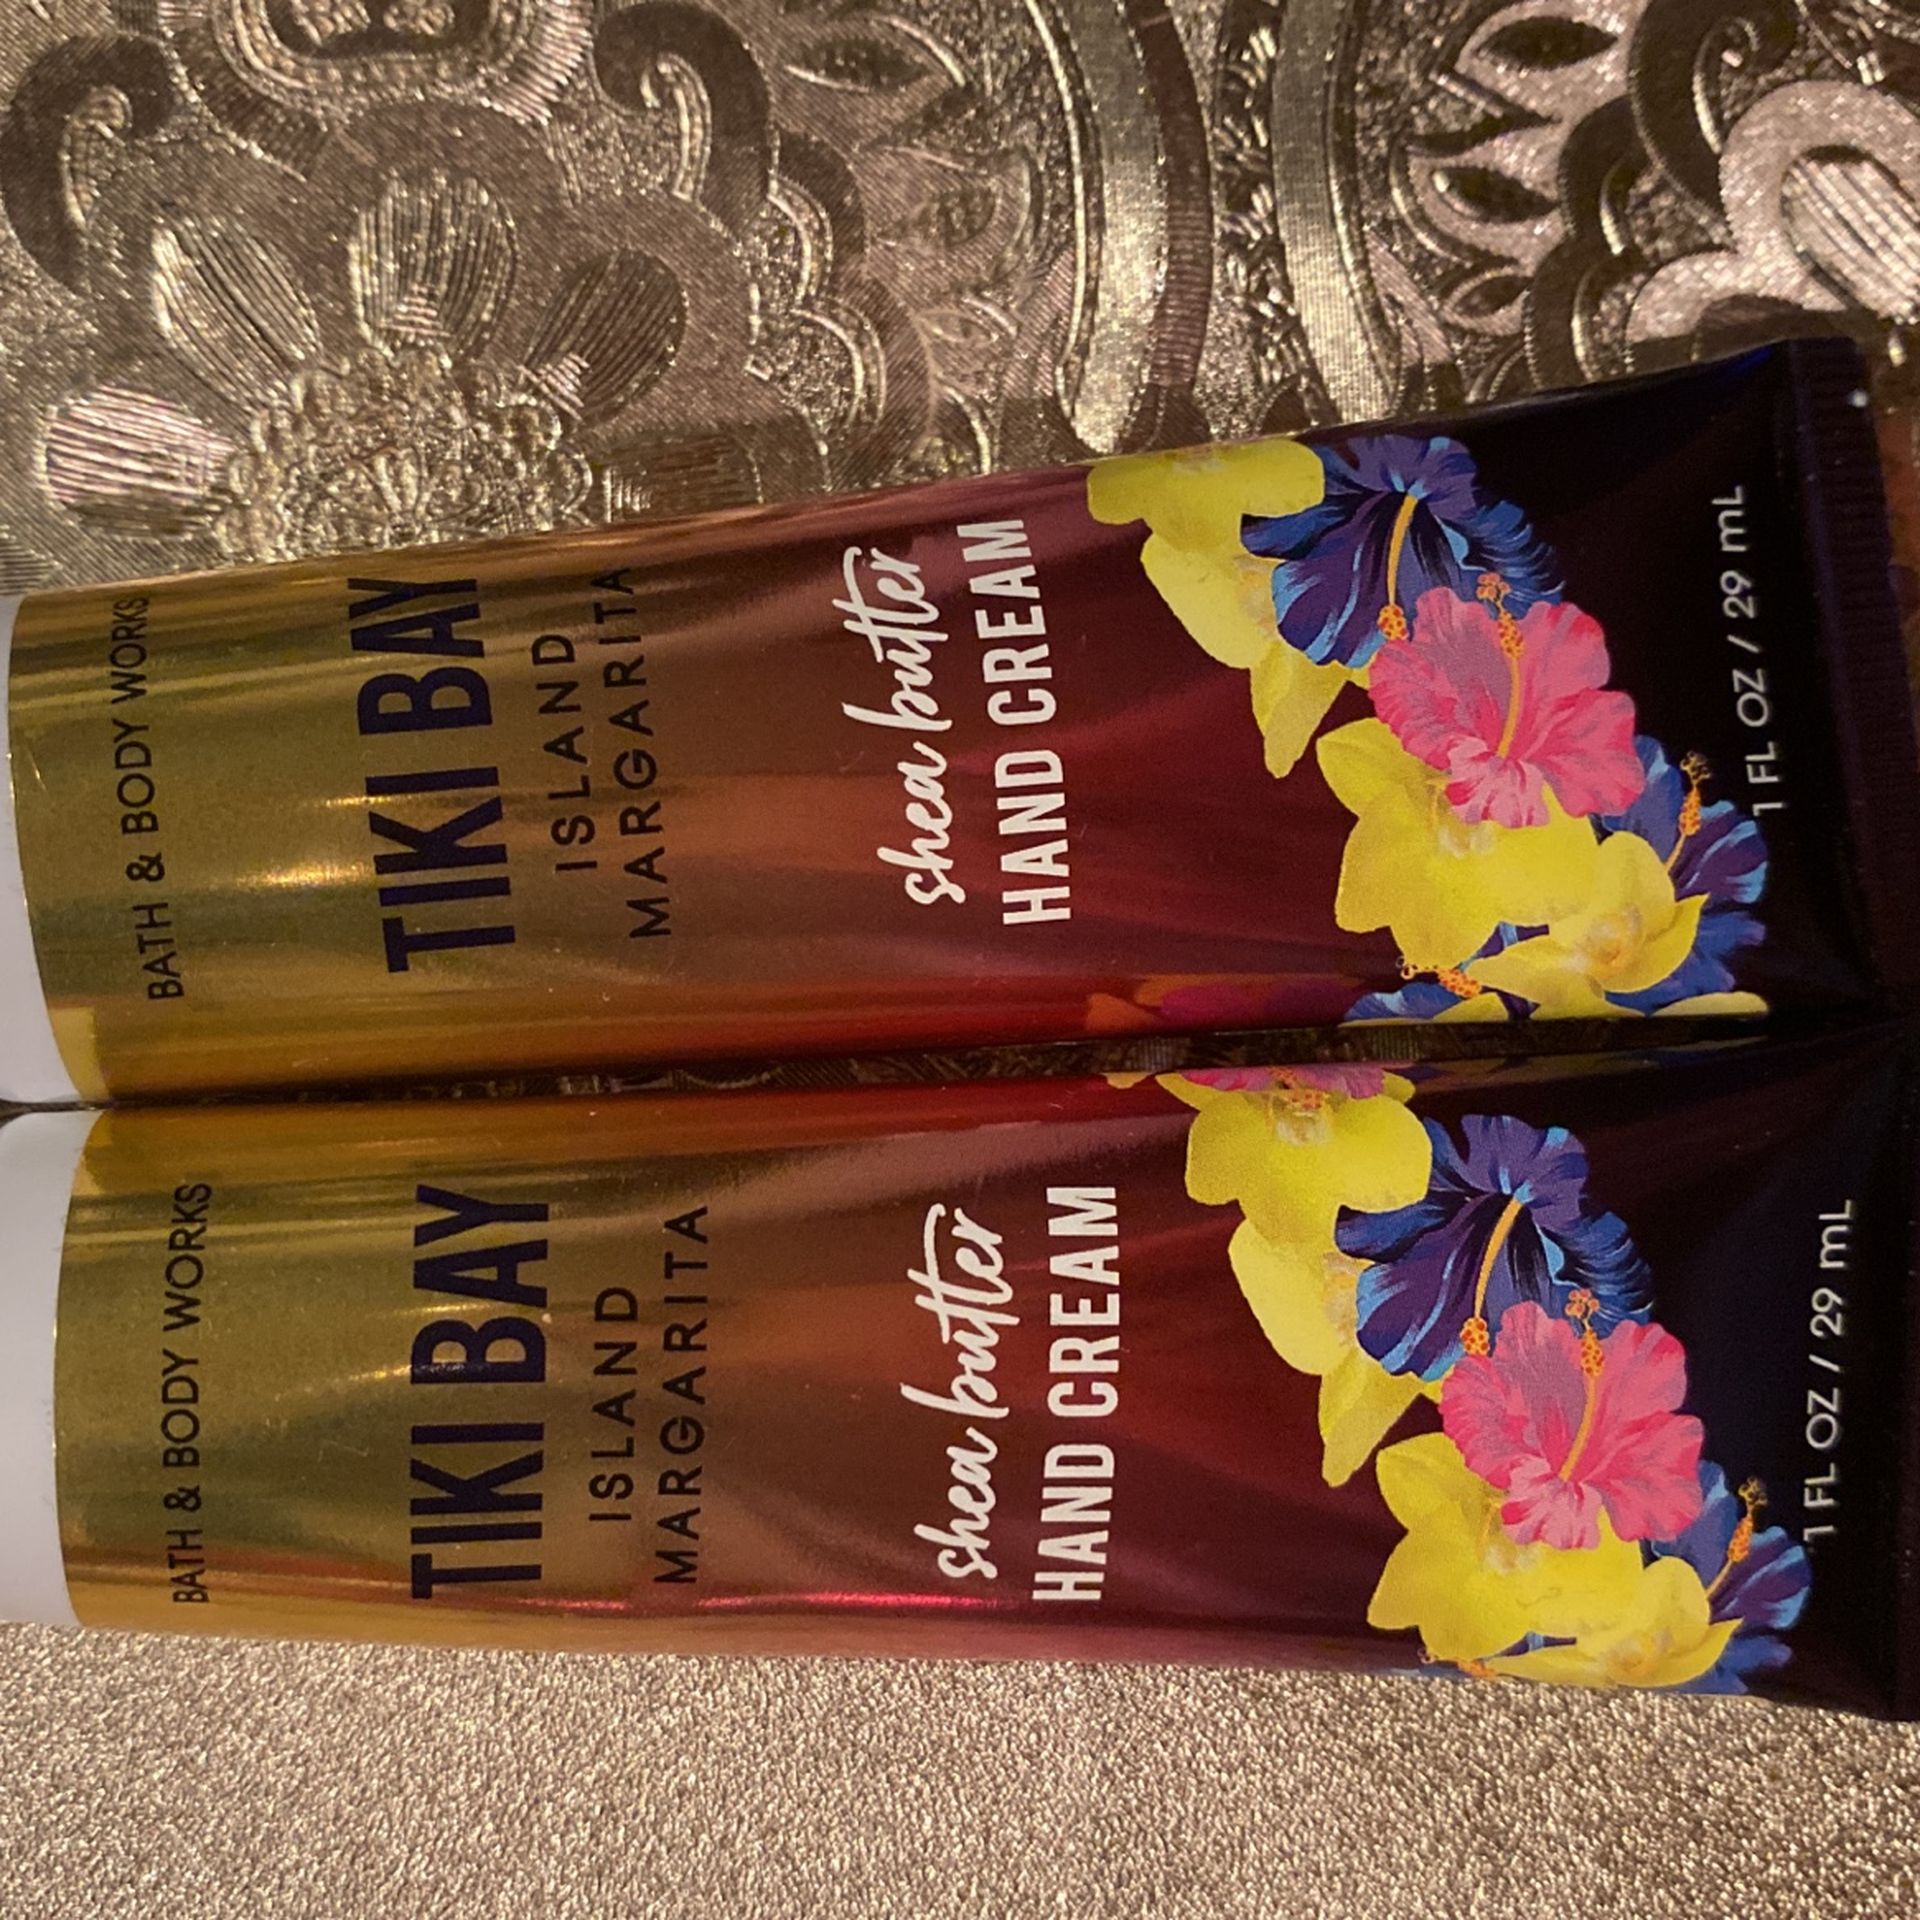 BATH & BODY WORKS
TIKI BAY
ISLAND
MARGARITA
shea butter
HAND CREAM
1 FL OZ / 29 mL
BATH & BODY WORKS
TIKI BAY
ISLAND
MARGARITA
shea butter
HAND CREAM
1 FL OZ / 29 mL